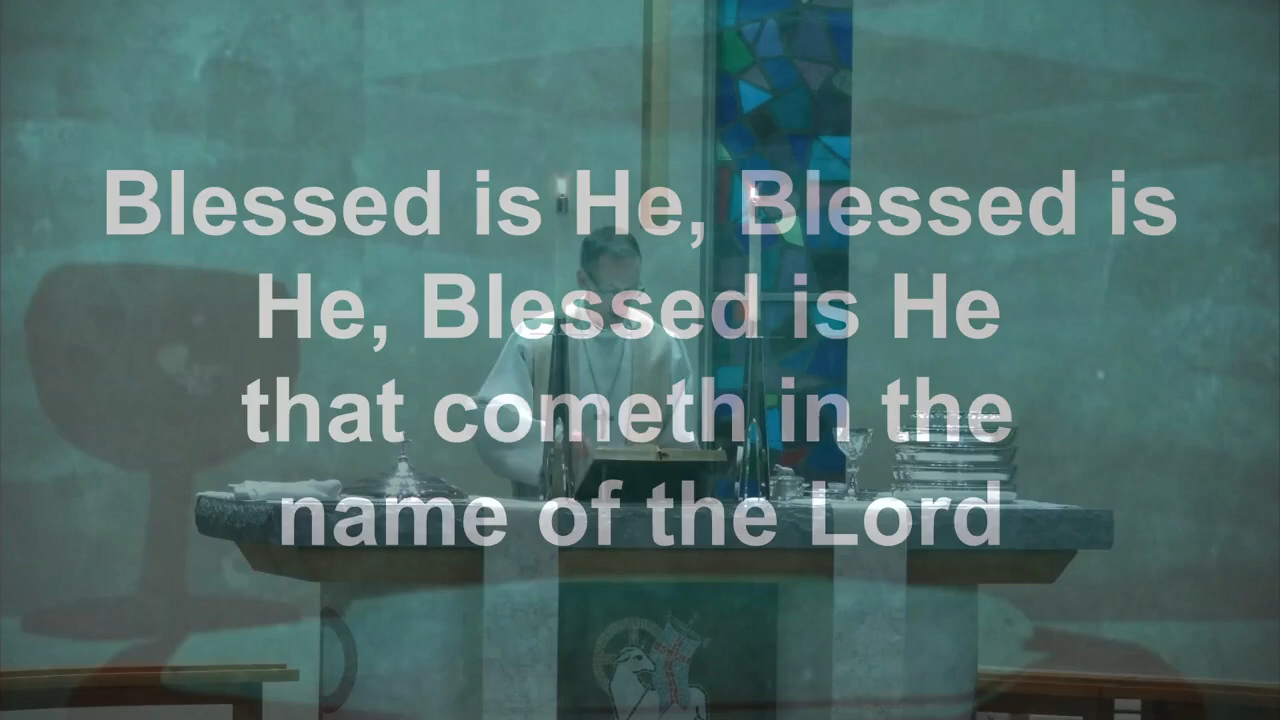 Blessed is He, Blessed is
He, Blessed is He
that cometh in the
name of the Lord